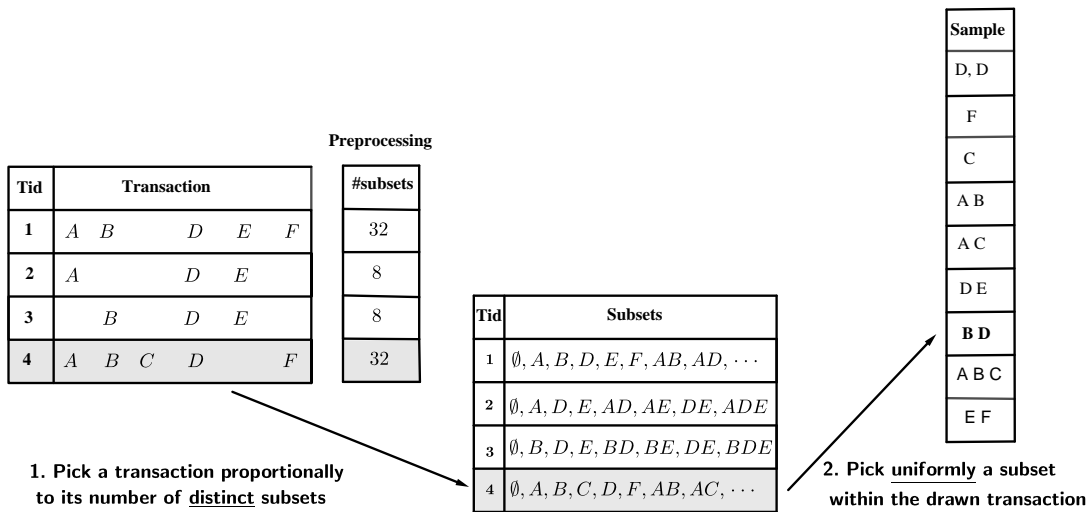 Preprocessing
Tid Transaction
1 A B D E F
2 A D E
3 B D E
4 A B C D F
#subsets
32
8
8
32
1. Pick a transaction proportionally
to its number of distinct subsets
Tid Subsets
1 ∅, A, B, D, E, F, AB, AD, ···
2 ∅, A, D, E, AD, AE, DE, ADE
3 ∅, B, D, E, BD, BE, DE, BDE
4 ∅, A, B, C, D, F, AB, AC, ···
2. Pick uniformly a subset
within the drawn transaction
Sample
D, D
F
C
A B
A C
D E
B D
A B C
E F